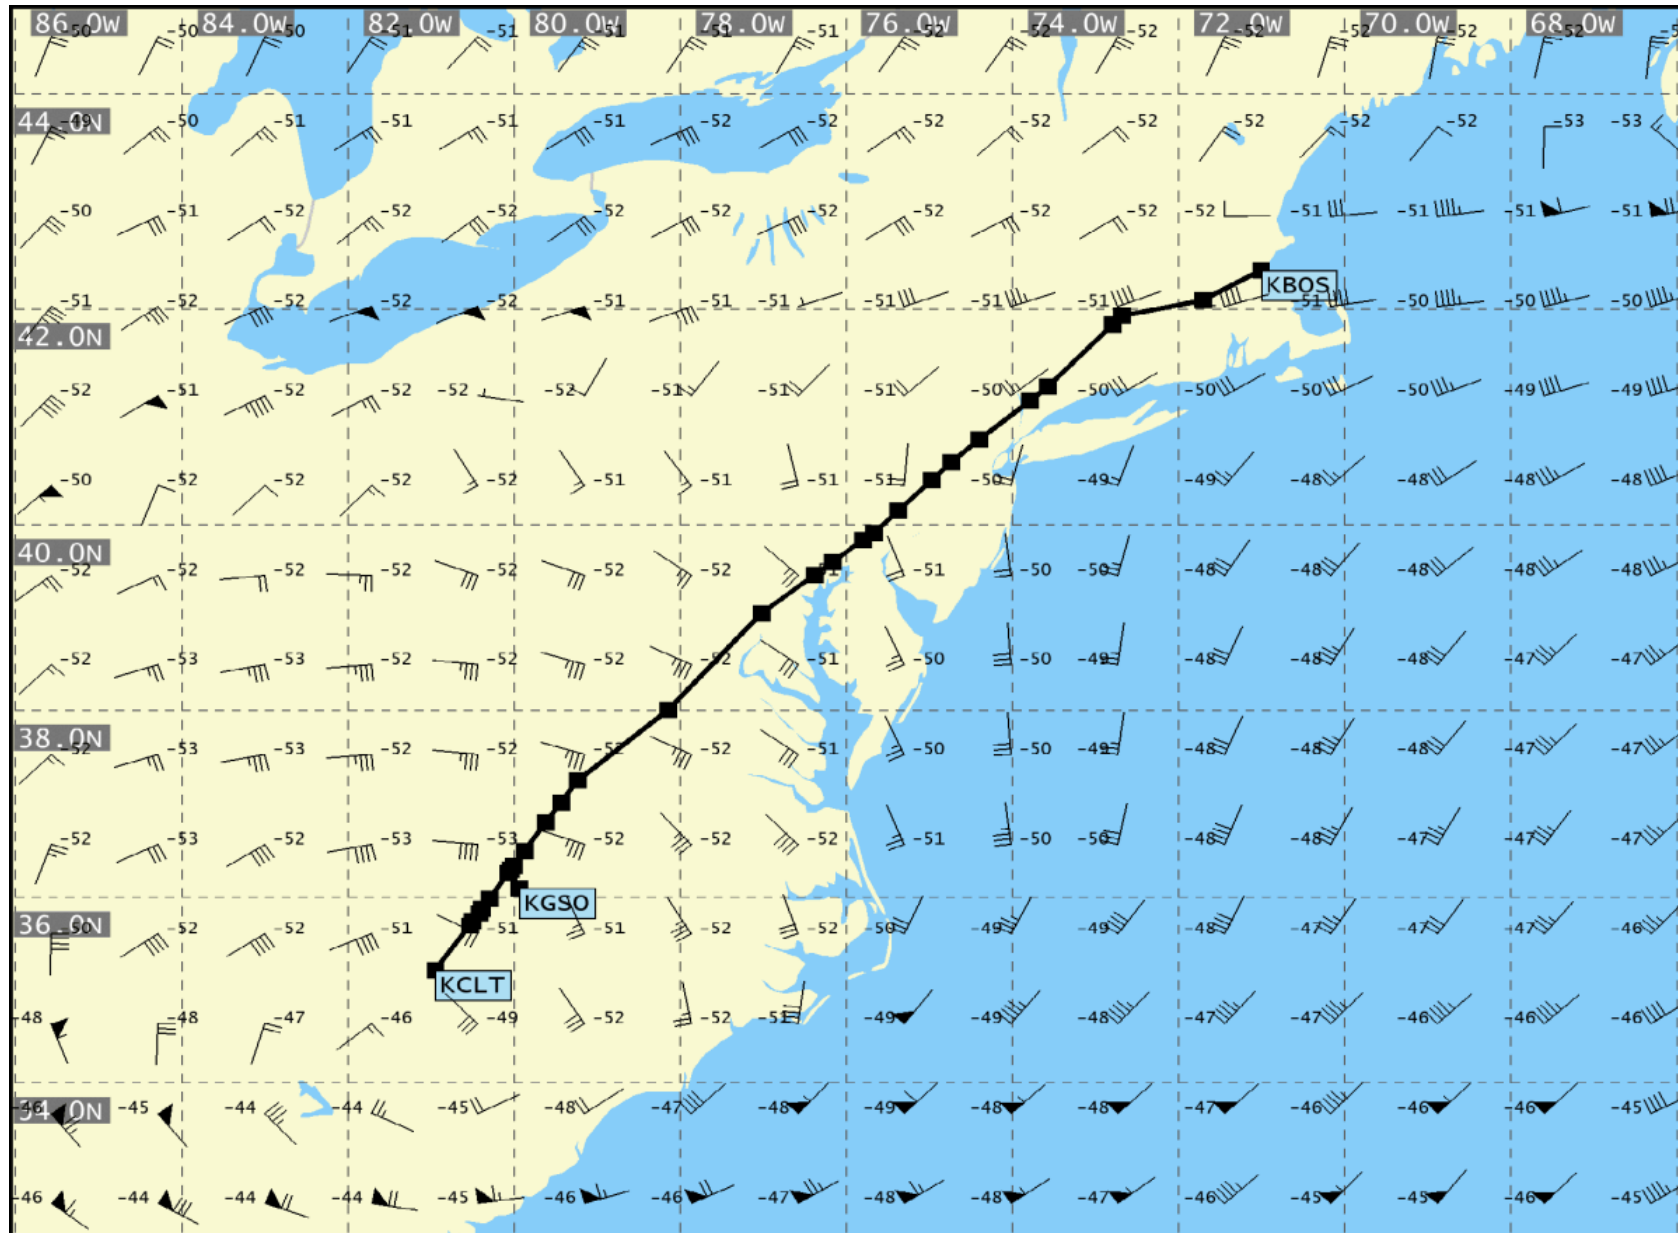 86.0W 84.0W 82.0W 80.0W 78.0W 76.0W 74.0W 72.0W 70.0W 68.0W
-50 -50 -50 -51 -51 -51 -51 -51 -52 -52 -52 -52 -52 -52 -52
44.0N
-49 -50 -51 -51 -51 -51 -52 -52 -52 -52 -52 -52 -52 -52 -53 -53
-50 -51 -52 -52 -52 -52 -52 -52 -52 -52 -52 -52 -51 -51 -51 -51
KBOS
-51 -52 -52 -52 -52 -51 -51 -51 -51 -51 -51 -50 -50 -50
42.0N
-52 -51 -52 -52 -52 -52 -51 -51 -51 -50 -50 -50 -50 -50 -49 -49
-50 -52 -52 -52 -52 -51 -51 -51 -51 -50 -49 -49 -48 -48 -48 -48
40.0N
-52 -52 -52 -52 -52 -52 -52 -51 -51 -50 -50 -48 -48 -48 -48 -48
-52 -53 -53 -52 -52 -52 -52 -51 -50 -50 -49 -48 -48 -48 -47 -47
38.0N
-52 -53 -53 -52 -52 -52 -52 -51 -50 -50 -49 -48 -48 -48 -47 -47
-52 -53 -52 -53 -53 -52 -52 -52 -51 -50 -50 -48 -48 -47 -47 -47
KGSO
36.0N
-50 -52 -52 -51 -51 -51 -51 -52 -50 -49 -49 -48 -47 -47 -46 -46
KCLT
-48 -48 -47 -46 -49 -52 -52 -51 -49 -49 -48 -47 -47 -46 -46 -46
34.0N
-46 -45 -44 -44 -45 -48 -47 -48 -49 -48 -48 -47 -46 -46 -46 -45
-46 -44 -44 -44 -45 -46 -46 -47 -48 -48 -47 -46 -45 -45 -46 -45